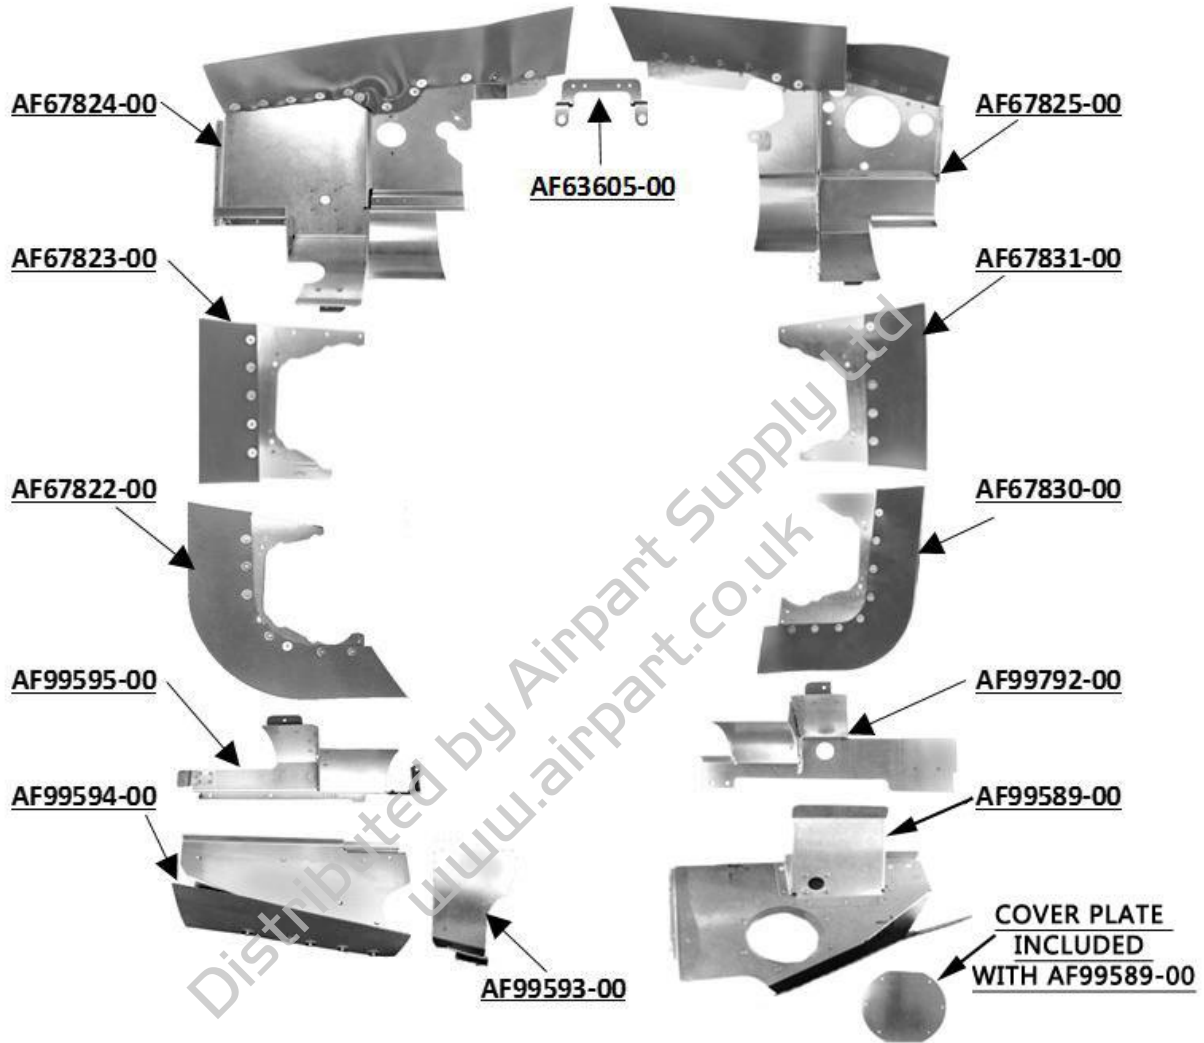 AF67824-00
AF67825-00
AF63605-00
AF67823-00
AF67831-00
AF67822-00
AF67830-00
AF99595-00
AF99792-00
AF99594-00
AF99589-00
AF99593-00
COVER PLATE
INCLUDED
WITH AF99589-00
Distributed by Airpart Supply Ltd
www.airpart.co.uk